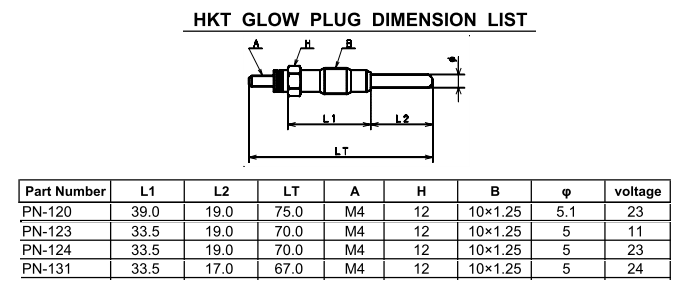 HKT GLOW PLUG DIMENSION LIST
A H B φ
L1 L2
LT
Part Number L1 L2 LT A H B φ voltage
PN-120 39.0 19.0 75.0 M4 12 10×1.25 5.1 23
PN-123 33.5 19.0 70.0 M4 12 10×1.25 5 11
PN-124 33.5 19.0 70.0 M4 12 10×1.25 5 23
PN-131 33.5 17.0 67.0 M4 12 10×1.25 5 24